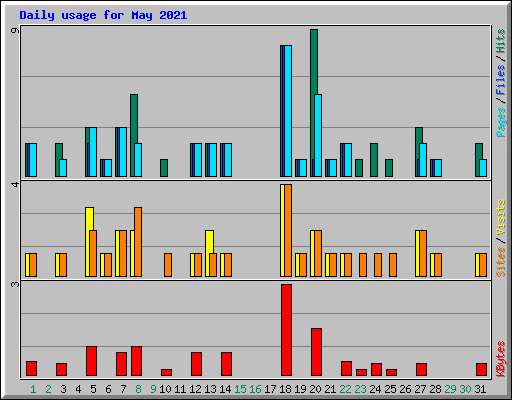 Daily usage for May 2021
9
Pages / Files / Hits
4
Sites / Visits
3
KBytes
1 2 3 4 5 6 7 8 9 10 11 12 13 14 15 16 17 18 19 20 21 22 23 24 25 26 27 28 29 30 31